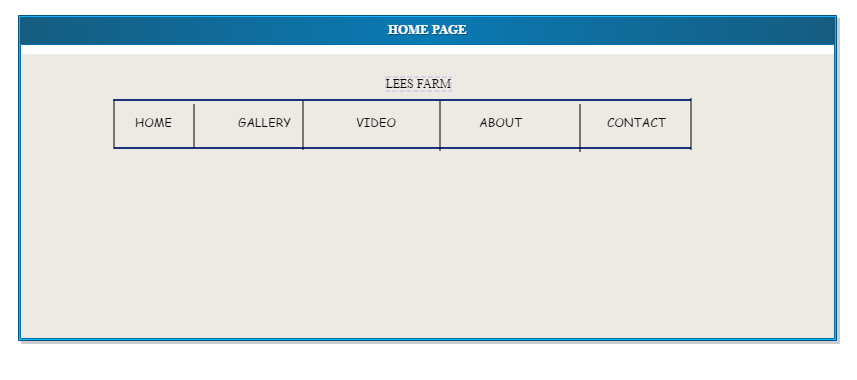 HOME PAGE
LEES FARM
HOME GALLERY VIDEO ABOUT CONTACT